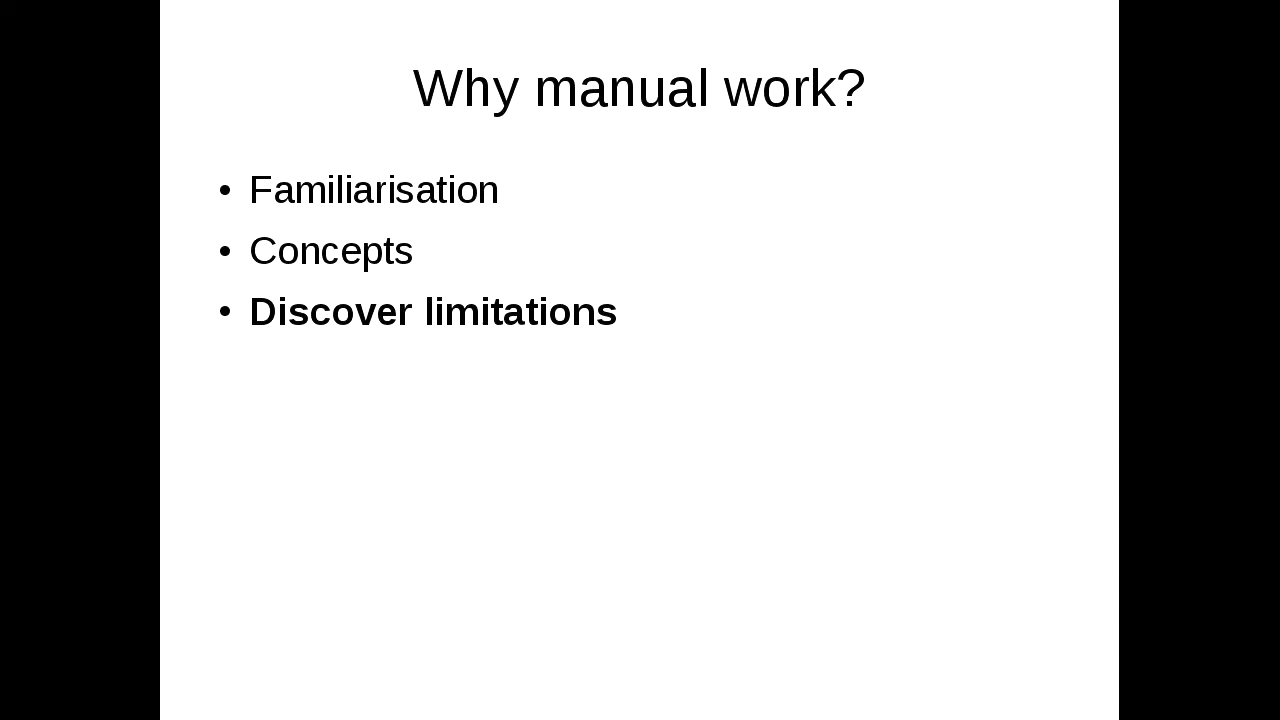 Why manual work?
• Familiarisation
• Concepts
• Discover limitations